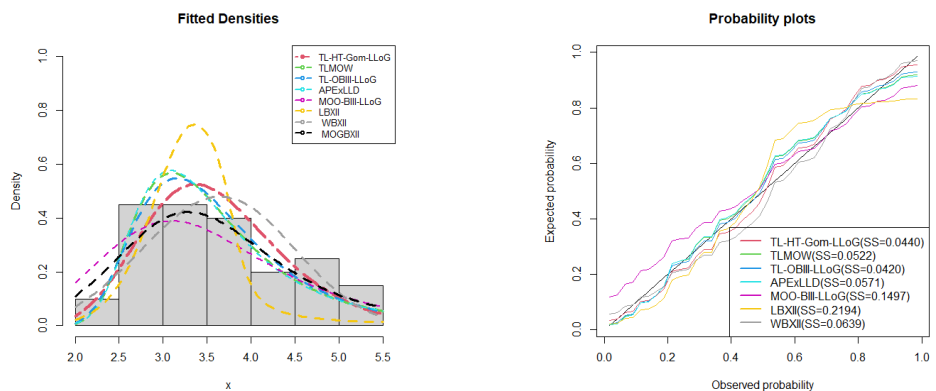 Fitted Densities
Density
1.0
0.8
0.6
0.4
0.2
0.0
TL-HT-Gom-LLoG
TLMOW
TL-OBIII-LLoG
APExLLD
MOO-BIII-LLoG
LBXII
WBXII
MOGBXII
2.0 2.5 3.0 3.5 4.0 4.5 5.0 5.5
x
Probability plots
Expected probability
1.0
0.8
0.6
0.4
0.2
0.0
TL-HT-Gom-LLoG(SS=0.0440)
TLMOW(SS=0.0522)
TL-OBIII-LLoG(SS=0.0420)
APExLLD(SS=0.0571)
MOO-BIII-LLoG(SS=0.1497)
LBXII(SS=0.2194)
WBXII(SS=0.0639)
0.0 0.2 0.4 0.6 0.8 1.0
Observed probability